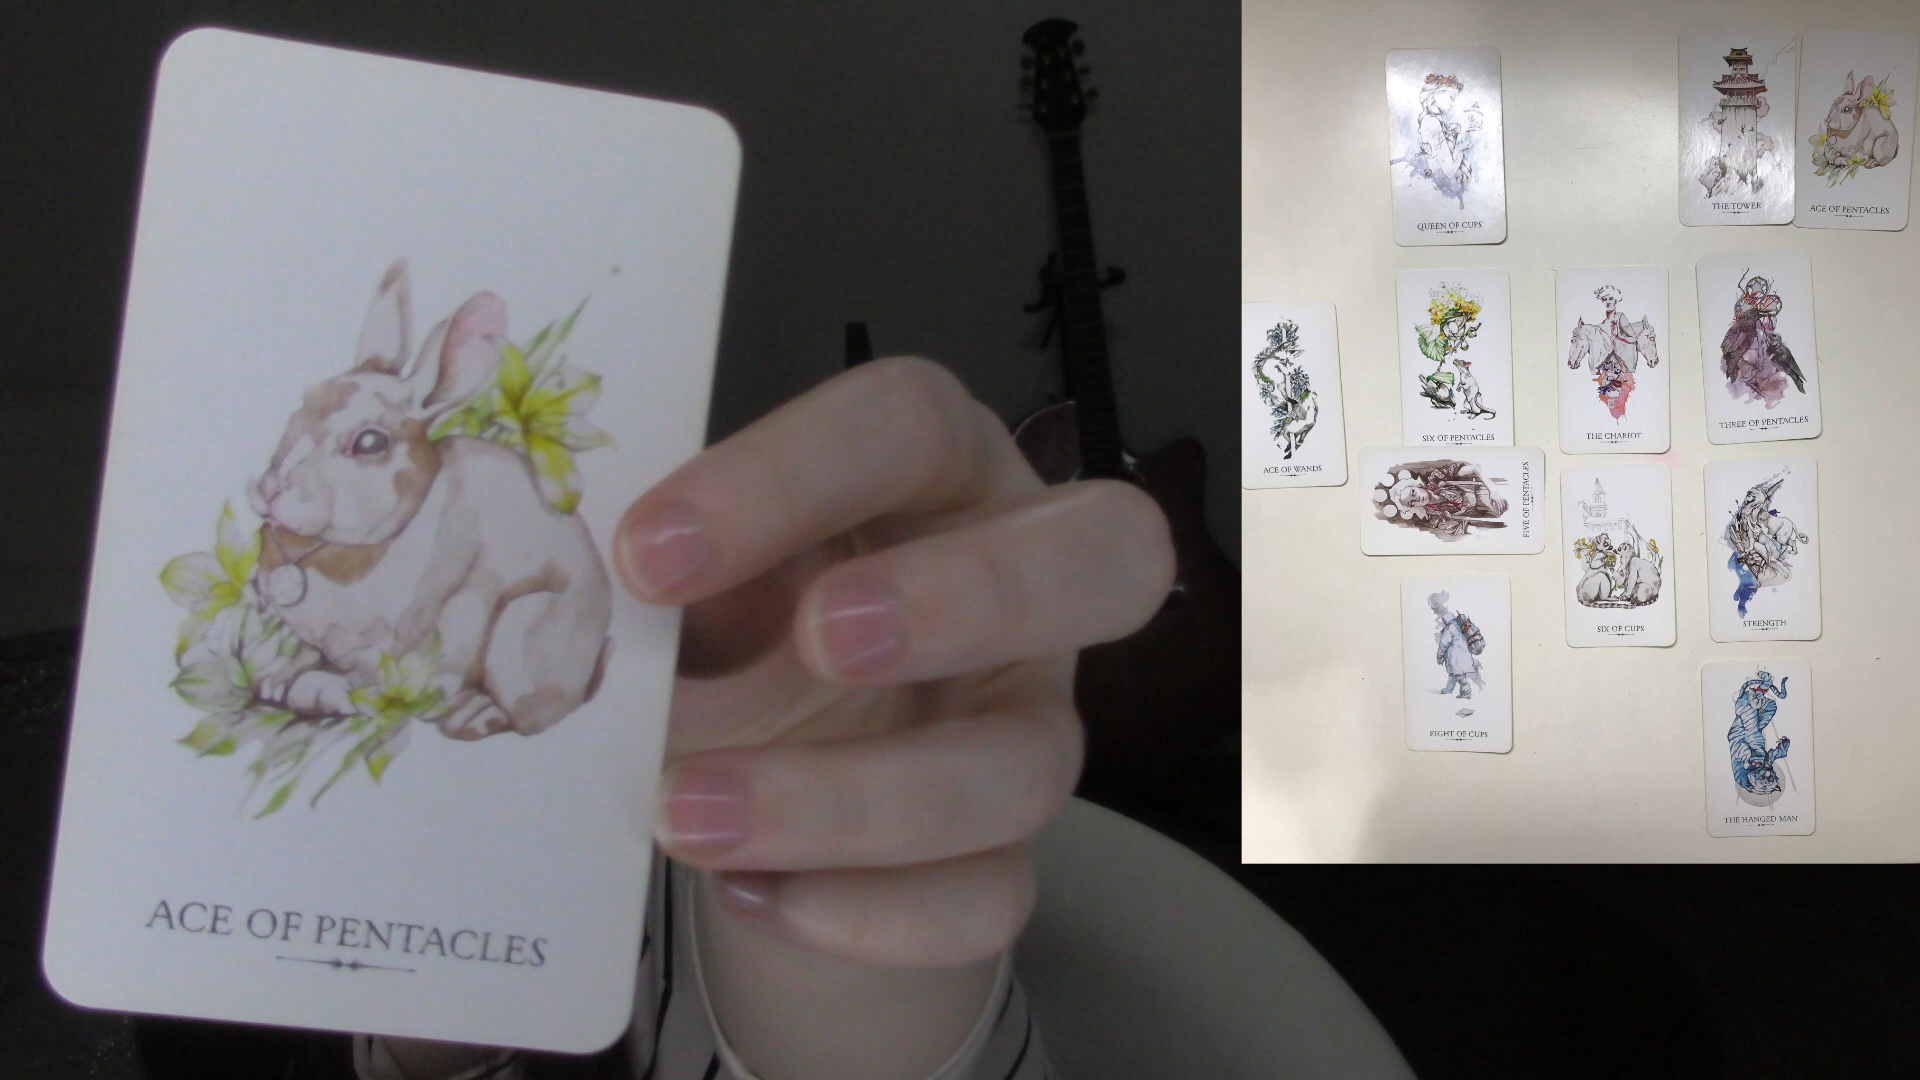 ACE OF PENTACLES
QUEEN OF CUPS
THE TOWER
ACE OF PENTACLES
ACE OF WANDS
SIX OF PENTACLES
THE CHARIOT
THREE OF PENTACLES
FIVE OF PENTACLES
SIX OF CUPS
STRENGTH
EIGHT OF CUPS
THE HANGED MAN